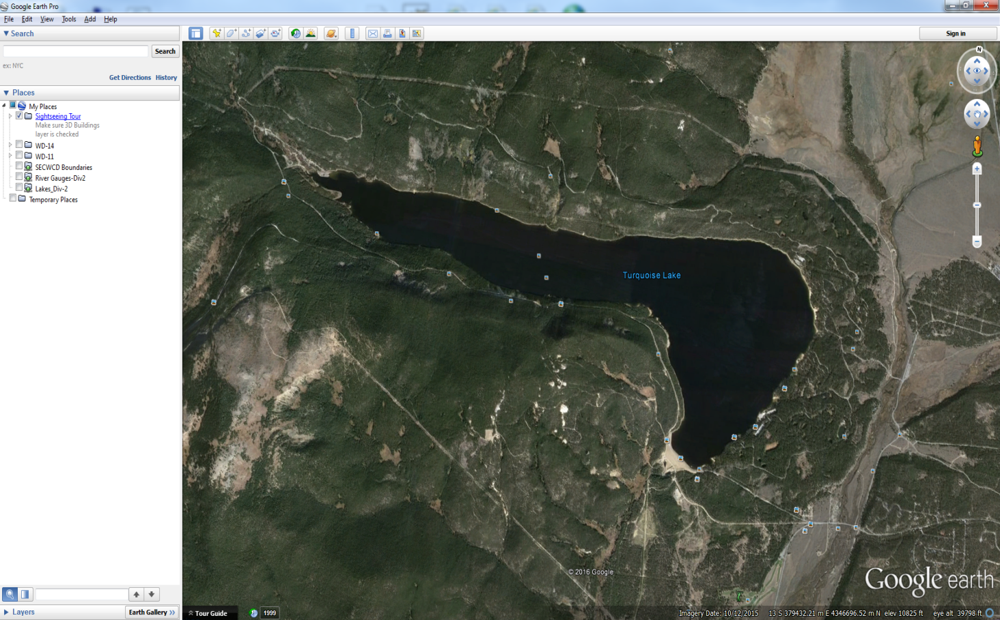 Google Earth Pro
File Edit View Tools Add Help
Search
Sign in
Search
ex: NYC
Get Directions History
Places
My Places
Sightseeing Tour
Make sure 3D Buildings
layer is checked
WD-14
WD-11
SECWCD Boundaries
River Gauges-Div2
Lakes_Div-2
Temporary Places
N
Turquoise Lake
© 2016 Google
Google earth
Layers
Earth Gallery >>
Tour Guide
1999
Imagery Date: 10/12/2015 13 S 379432.21 m E 4346696.52 m N elev 10825 ft eye alt 39798 ft